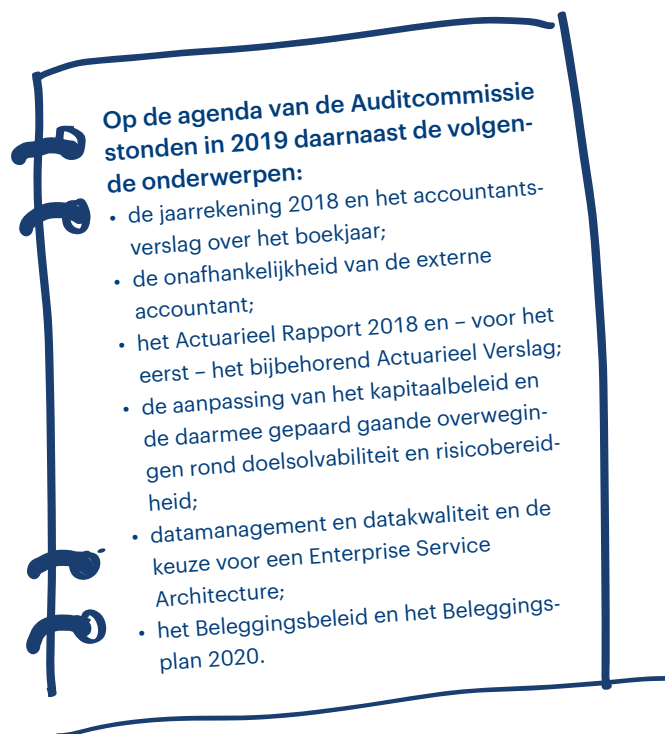 Op de agenda van de Auditcommissie
stonden in 2019 daarnaast de volgen-
de onderwerpen:
• de jaarrekening 2018 en het accountants-
verslag over het boekjaar;
• de onafhankelijkheid van de externe
accountant;
• het Actuarieel Rapport 2018 en – voor het
eerst – het bijbehorend Actuarieel Verslag;
• de aanpassing van het kapitaalbeleid en
de daarmee gepaard gaande overwegin-
gen rond doelsolvabiliteit en risicobereid-
heid;
• datamanagement en datakwaliteit en de
keuze voor een Enterprise Service
Architecture;
• het Beleggingsbeleid en het Beleggings-
plan 2020.